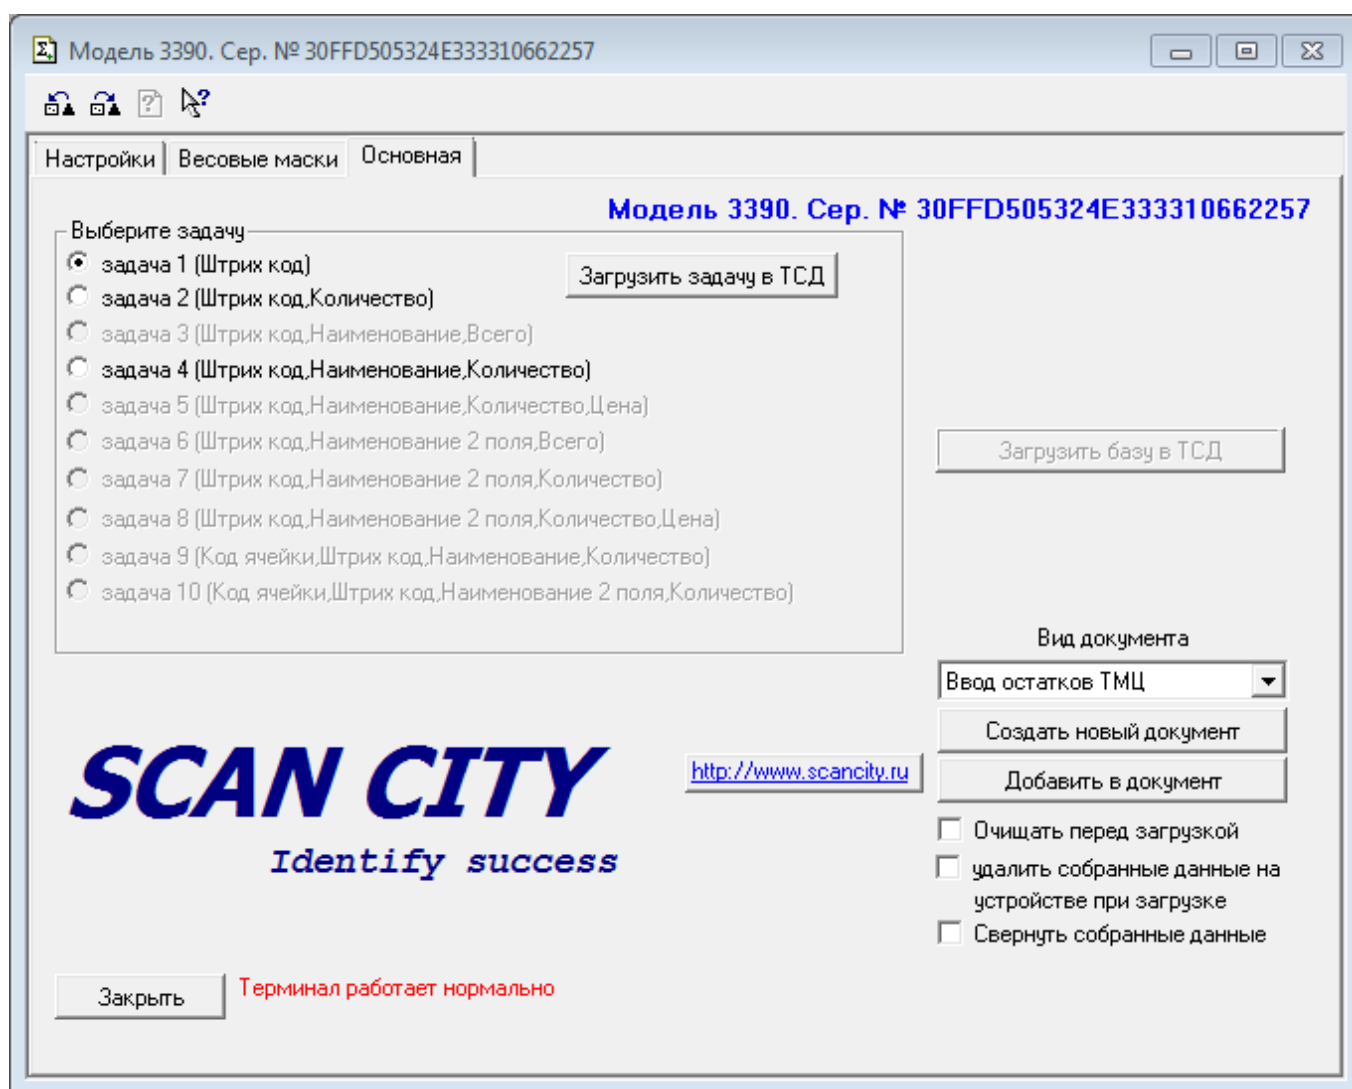 Модель 3390. Сер. № 30FFD505324E333310662257
Настройки
Весовые маски
Основная
Модель 3390. Сер. № 30FFD505324E333310662257
Выберите задачу
задача 1 (Штрих код)
Загрузить задачу в ТСД
задача 2 (Штрих код,Количество)
задача 3 (Штрих код,Наименование,Всего)
задача 4 (Штрих код,Наименование,Количество)
задача 5 (Штрих код,Наименование,Количество,Цена)
задача 6 (Штрих код,Наименование 2 поля,Всего)
Загрузить базу в ТСД
задача 7 (Штрих код,Наименование 2 поля,Количество)
задача 8 (Штрих код,Наименование 2 поля,Количество,Цена)
задача 9 (Код ячейки,Штрих код,Наименование,Количество)
задача 10 (Код ячейки,Штрих код,Наименование 2 поля,Количество)
Вид документа
Ввод остатков ТМЦ
Создать новый документ
SCAN CITY
http://www.scancity.ru
Добавить в документ
Identify success
Очищать перед загрузкой
удалить собранные данные на
устройстве при загрузке
Свернуть собранные данные
Закрыть
Терминал работает нормально